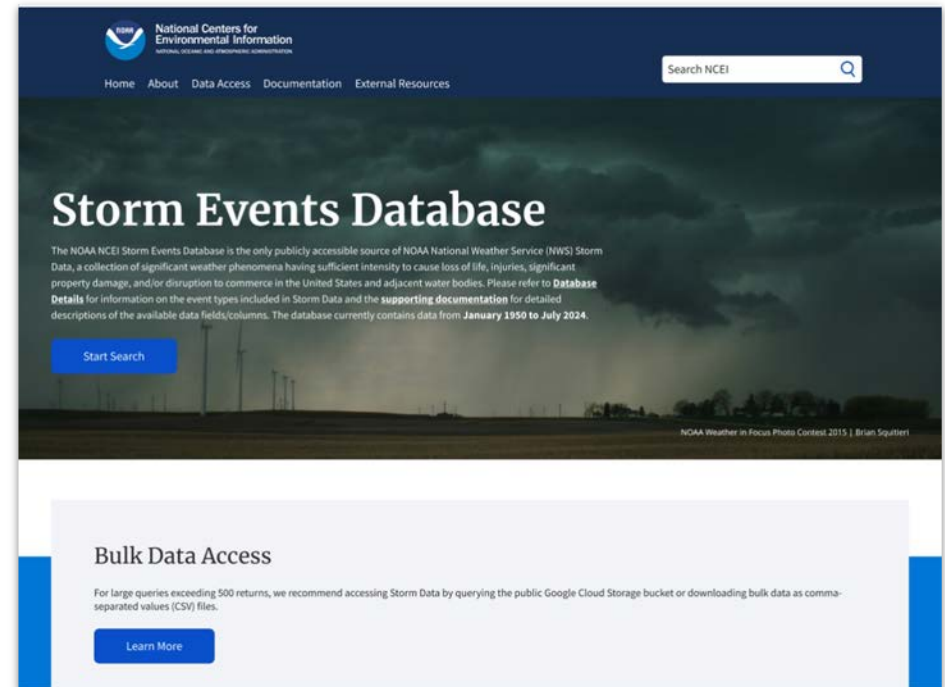 NOAA
National Centers for
Environmental Information
NATIONAL OCEANIC AND ATMOSPHERIC ADMINISTRATION
Home About Data Access Documentation External Resources
Search NCEI
Storm Events Database
The NOAA NCEI Storm Events Database is the only publicly accessible source of NOAA National Weather Service (NWS) Storm
Data, a collection of significant weather phenomena having sufficient intensity to cause loss of life, injuries, significant
property damage, and/or disruption to commerce in the United States and adjacent water bodies. Please refer to Database
Details for information on the event types included in Storm Data and the supporting documentation for detailed
descriptions of the available data fields/columns. The database currently contains data from January 1950 to July 2024.
Start Search
NOAA Weather in Focus Photo Contest 2015 | Brian Squitieri
Bulk Data Access
For large queries exceeding 500 returns, we recommend accessing Storm Data by querying the public Google Cloud Storage bucket or downloading bulk data as comma-
separated values (CSV) files.
Learn More